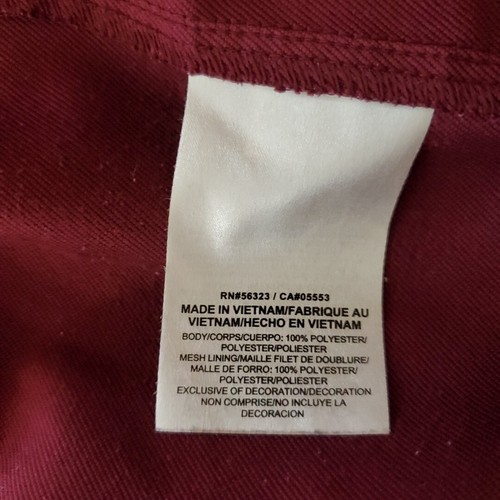 RN#56323 / CA#05553
MADE IN VIETNAM/FABRIQUE AU
VIETNAM/HECHO EN VIETNAM
BODY/CORPS/CUERPO: 100% POLYESTER/
POLYESTER/POLIESTER
MESH LINING/MAILLE FILET DE DOUBLURE/
MALLE DE FORRO: 100% POLYESTER/
POLYESTER/POLIESTER
EXCLUSIVE OF DECORATION/DECORATION
NON COMPRISE/NO INCLUYE LA
DECORACION